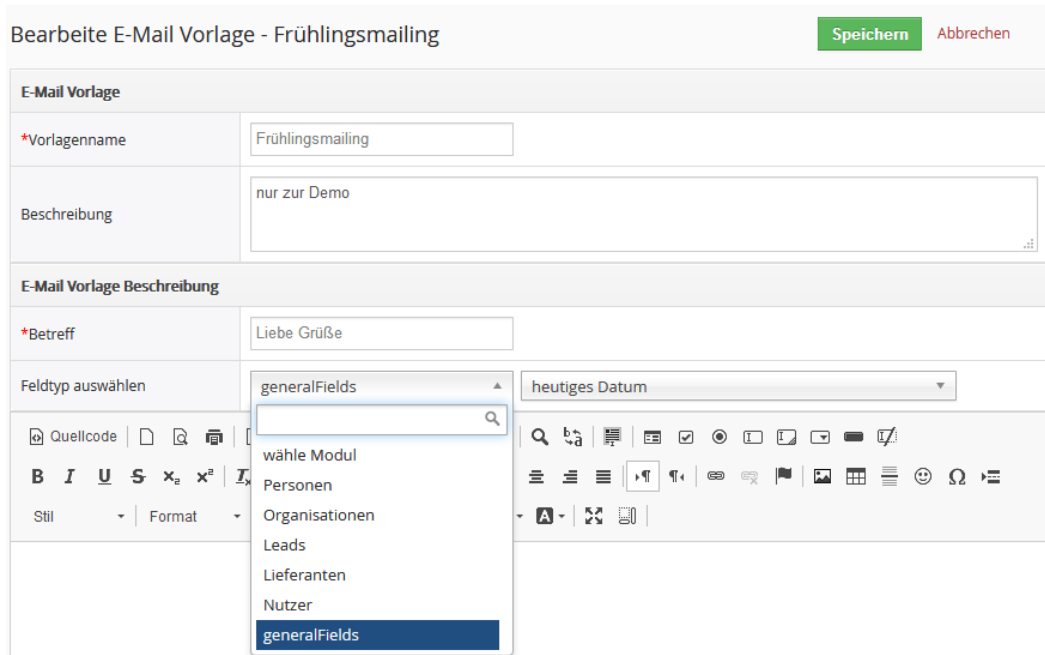 Bearbeite E-Mail Vorlage - Frühlingsmailing
Speichern
Abbrechen
E-Mail Vorlage
*Vorlagenname
Frühlingsmailing
Beschreibung
nur zur Demo
E-Mail Vorlage Beschreibung
*Betreff
Liebe Grüße
Feldtyp auswählen
generalFields
heutiges Datum
Quellcode
wähle Modul
Personen
Organisationen
Leads
Lieferanten
Nutzer
generalFields
Stil
Format